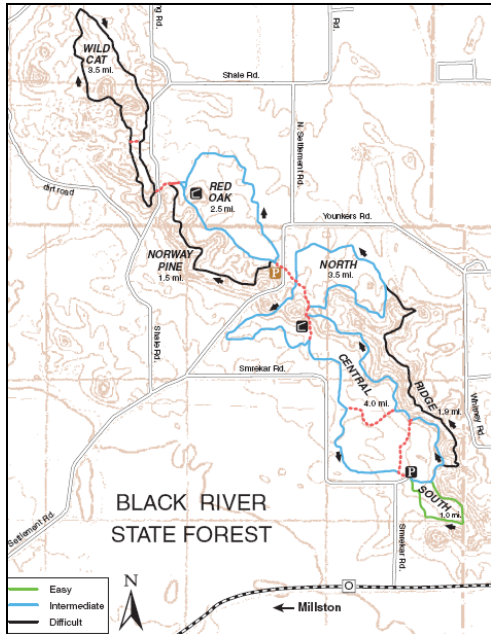 ng Rd.
WILD
CAT
3.5 mi.
Shale Rd.
Rd.
N. Settlement Rd.
dirt road
RED
OAK
2.5 mi.
Younkers Rd.
NORWAY
PINE
1.5 mi.
P
NORTH
3.5 mi.
Shale Rd.
Smrekar Rd.
CENTRAL
4.0 mi.
RIDGE
1.9 mi.
P
SOUTH
1.0 mi.
BLACK RIVER
STATE FOREST
Settlement Rd.
Smrekar Rd.
Easy
Intermediate
Difficult
N
Millston